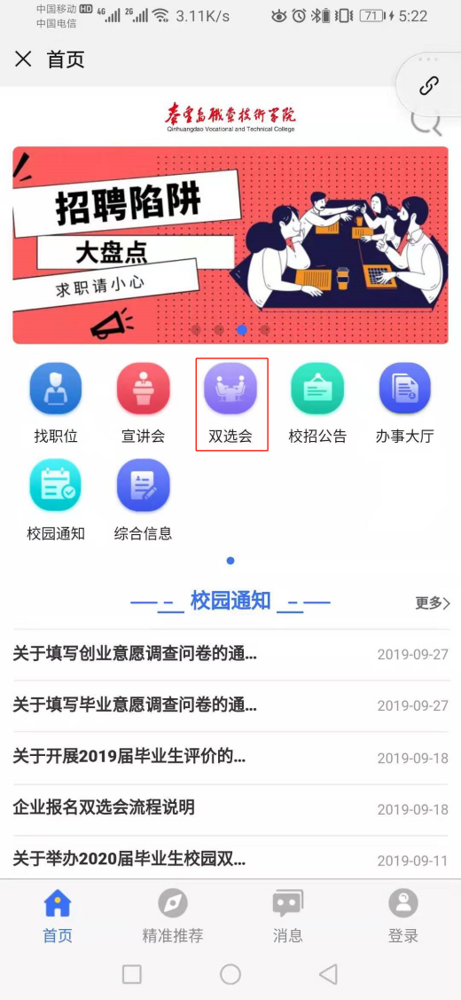 中国移动 HD 4G 2G 3.11K/s 71 5:22
中国电信
首页
秦皇岛职业技术学院
Qinhuangdao Vocational and Technical College
招聘陷阱
大盘点
求职请小心
找职位 宣讲会 双选会 校招公告 办事大厅
校园通知 综合信息
校园通知 更多
关于填写创业意愿调查问卷的通... 2019-09-27
关于填写毕业意愿调查问卷的通... 2019-09-27
关于开展2019届毕业生评价的... 2019-09-18
企业报名双选会流程说明 2019-09-18
关于举办2020届毕业生校园双... 2019-09-11
首页 精准推荐 消息 登录